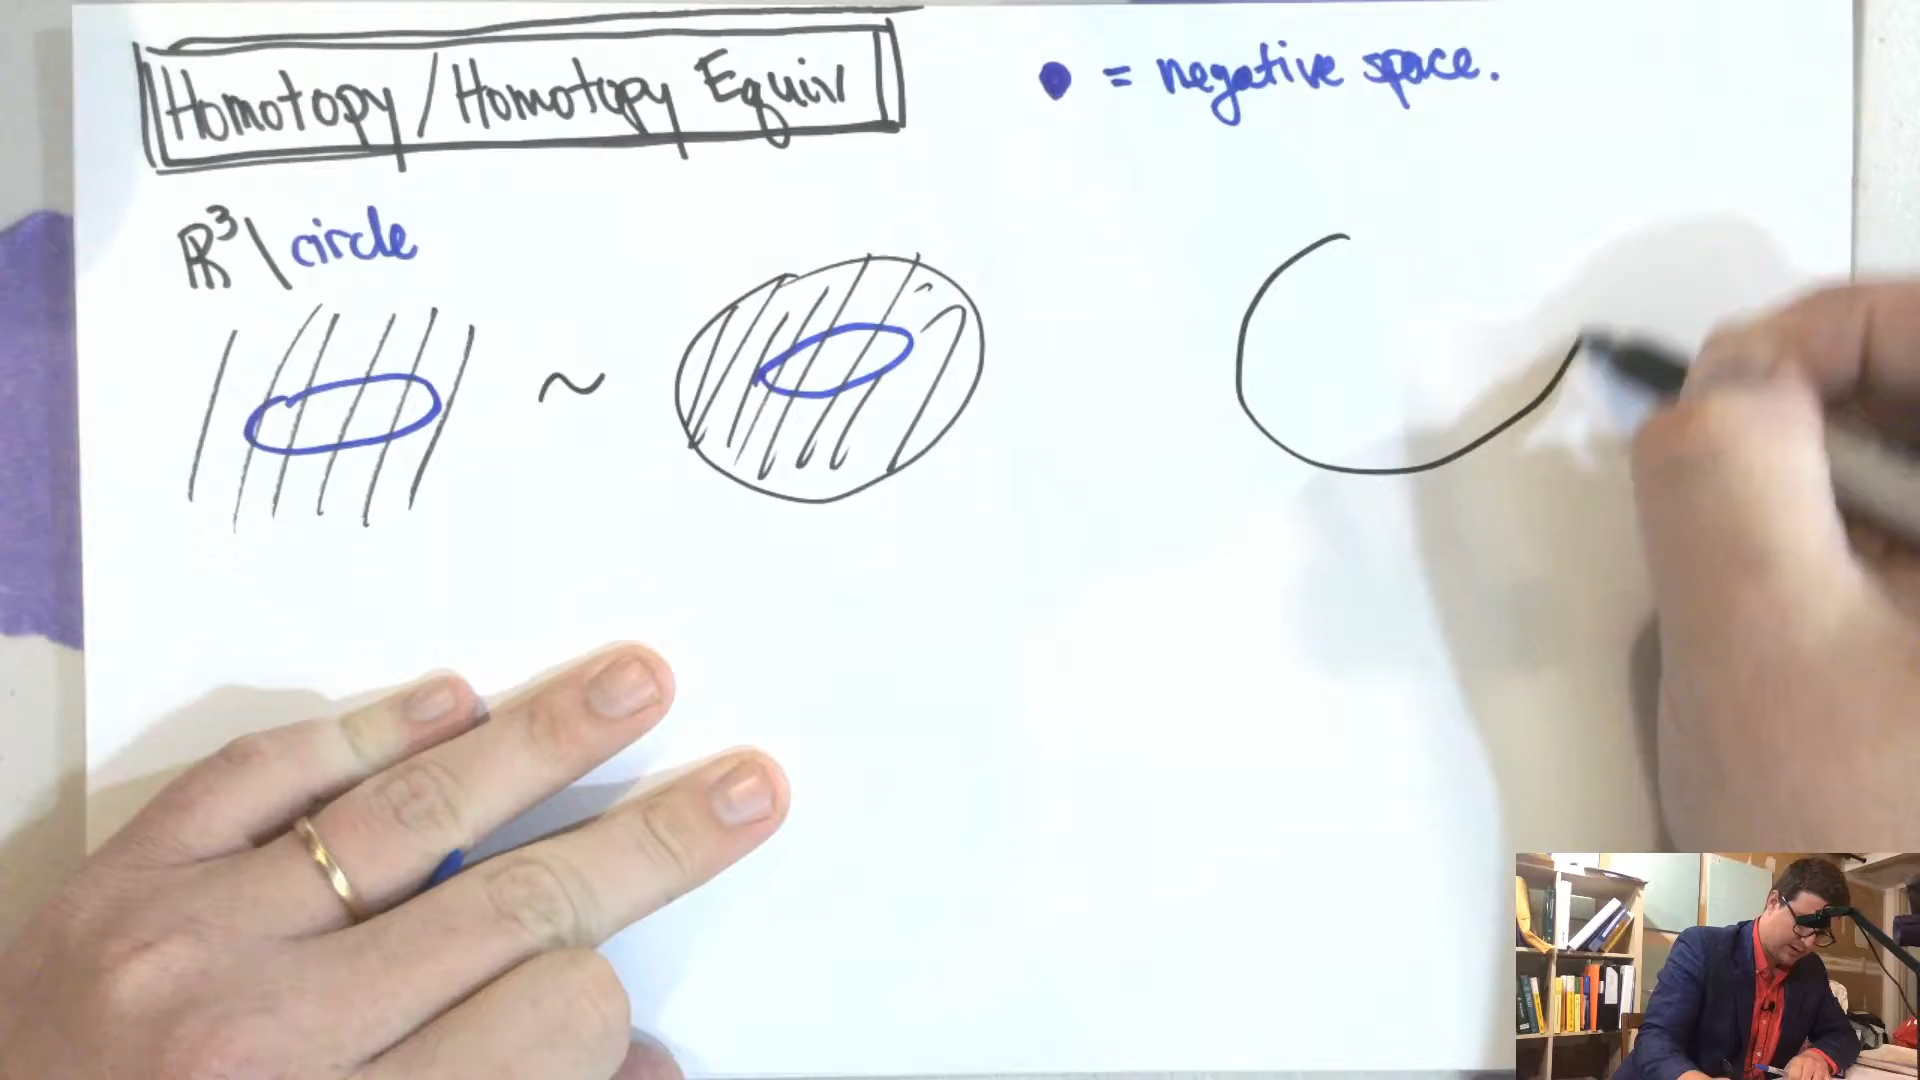 Homotopy / Homotopy Equiv
• = negative space.
ℝ³ \ circle
~